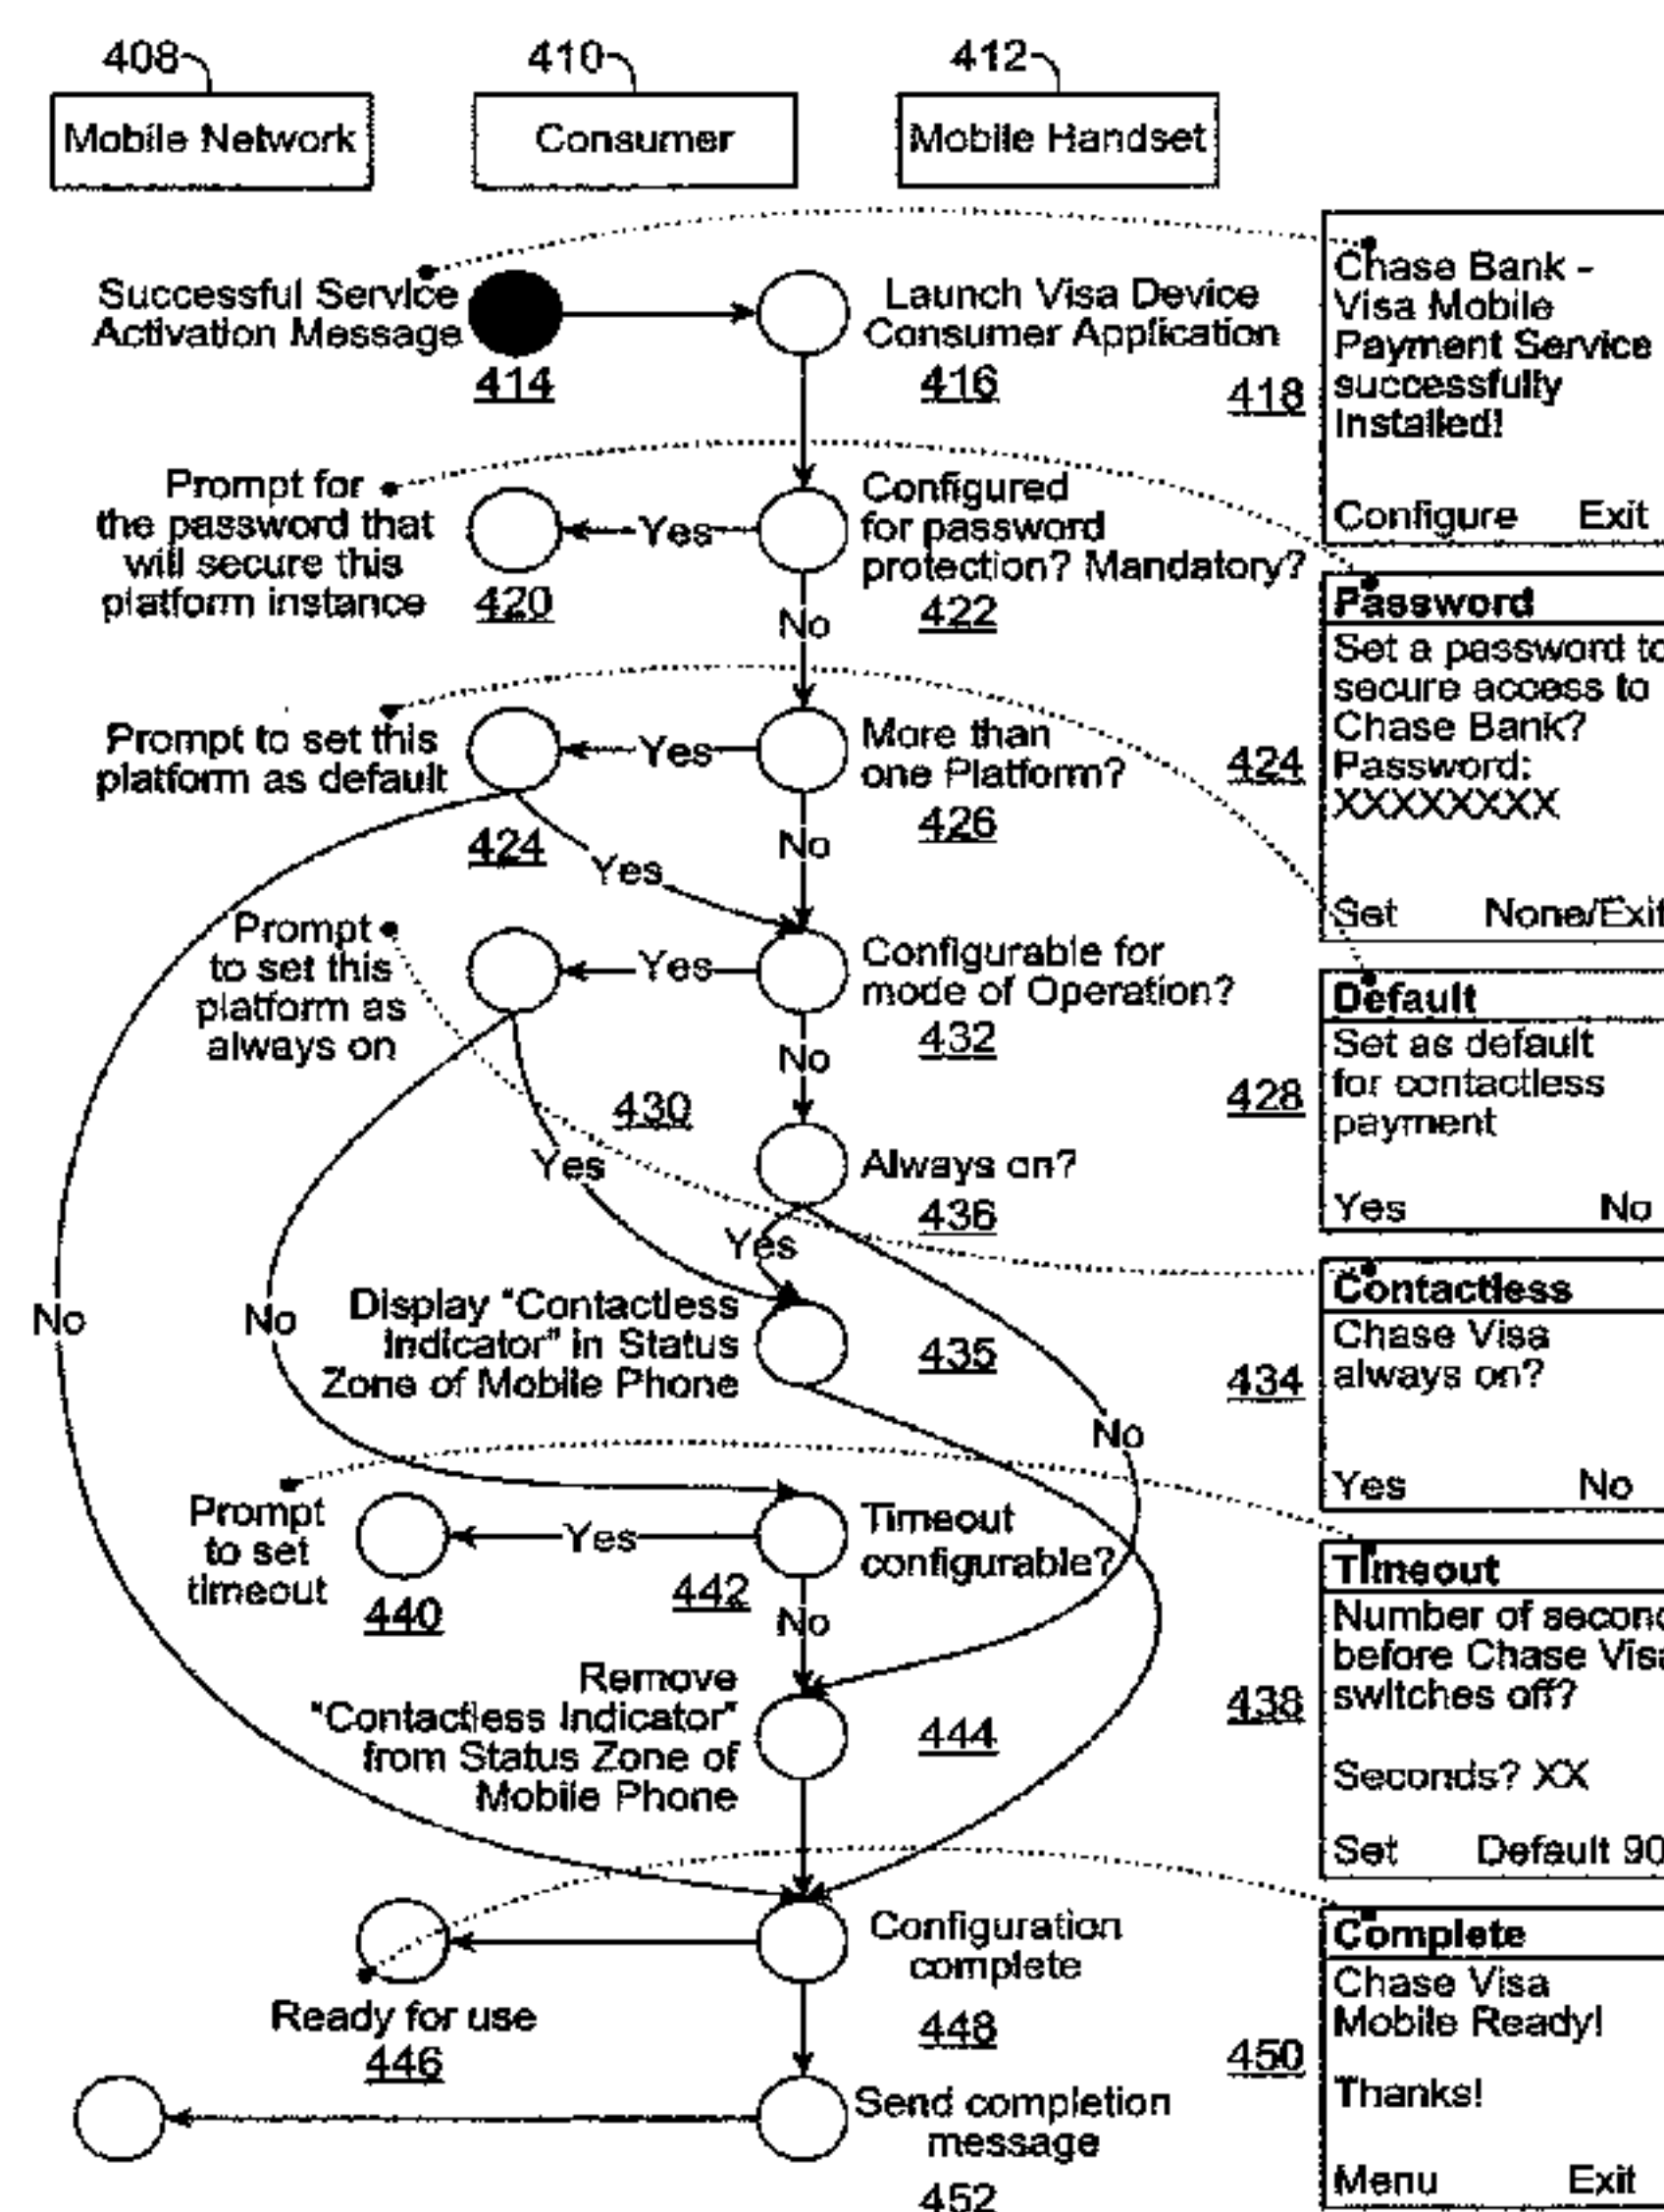 408
410
412
Mobile Network
Consumer
Mobile Handset
Successful Service
Activation Message
414
Launch Visa Device
Consumer Application
416
418
Chase Bank -
Visa Mobile
Payment Service
successfully
Installed!
Configure Exit
Prompt for
the password that
will secure this
platform instance
420
Yes
Configured
for password
protection? Mandatory?
422
No
424
Password
Set a password to
secure access to
Chase Bank?
Password:
XXXXXXXX
Set None/Exit
Prompt to set this
platform as default
424
Yes
More than
one Platform?
426
No
Yes
428
Default
Set as default
for contactless
payment
Yes No
Prompt
to set this
platform as
always on
Yes
Configurable for
mode of Operation?
432
No
430
Yes
Always on?
436
Yes
No
No
No
434
Contactless
Chase Visa
always on?
Yes No
Display "Contactless
Indicator" in Status
Zone of Mobile Phone
435
Prompt
to set
timeout
440
Yes
442
Timeout
configurable?
No
438
Timeout
Number of
before Chase
switches off?
Seconds? XX
Set Default 90
Remove
"Contactless Indicator"
from Status Zone of
Mobile Phone
444
Ready for use
446
Configuration
complete
448
450
Complete
Chase Visa
Mobile Ready!
Thanks!
Menu Exit
Send completion
message
452